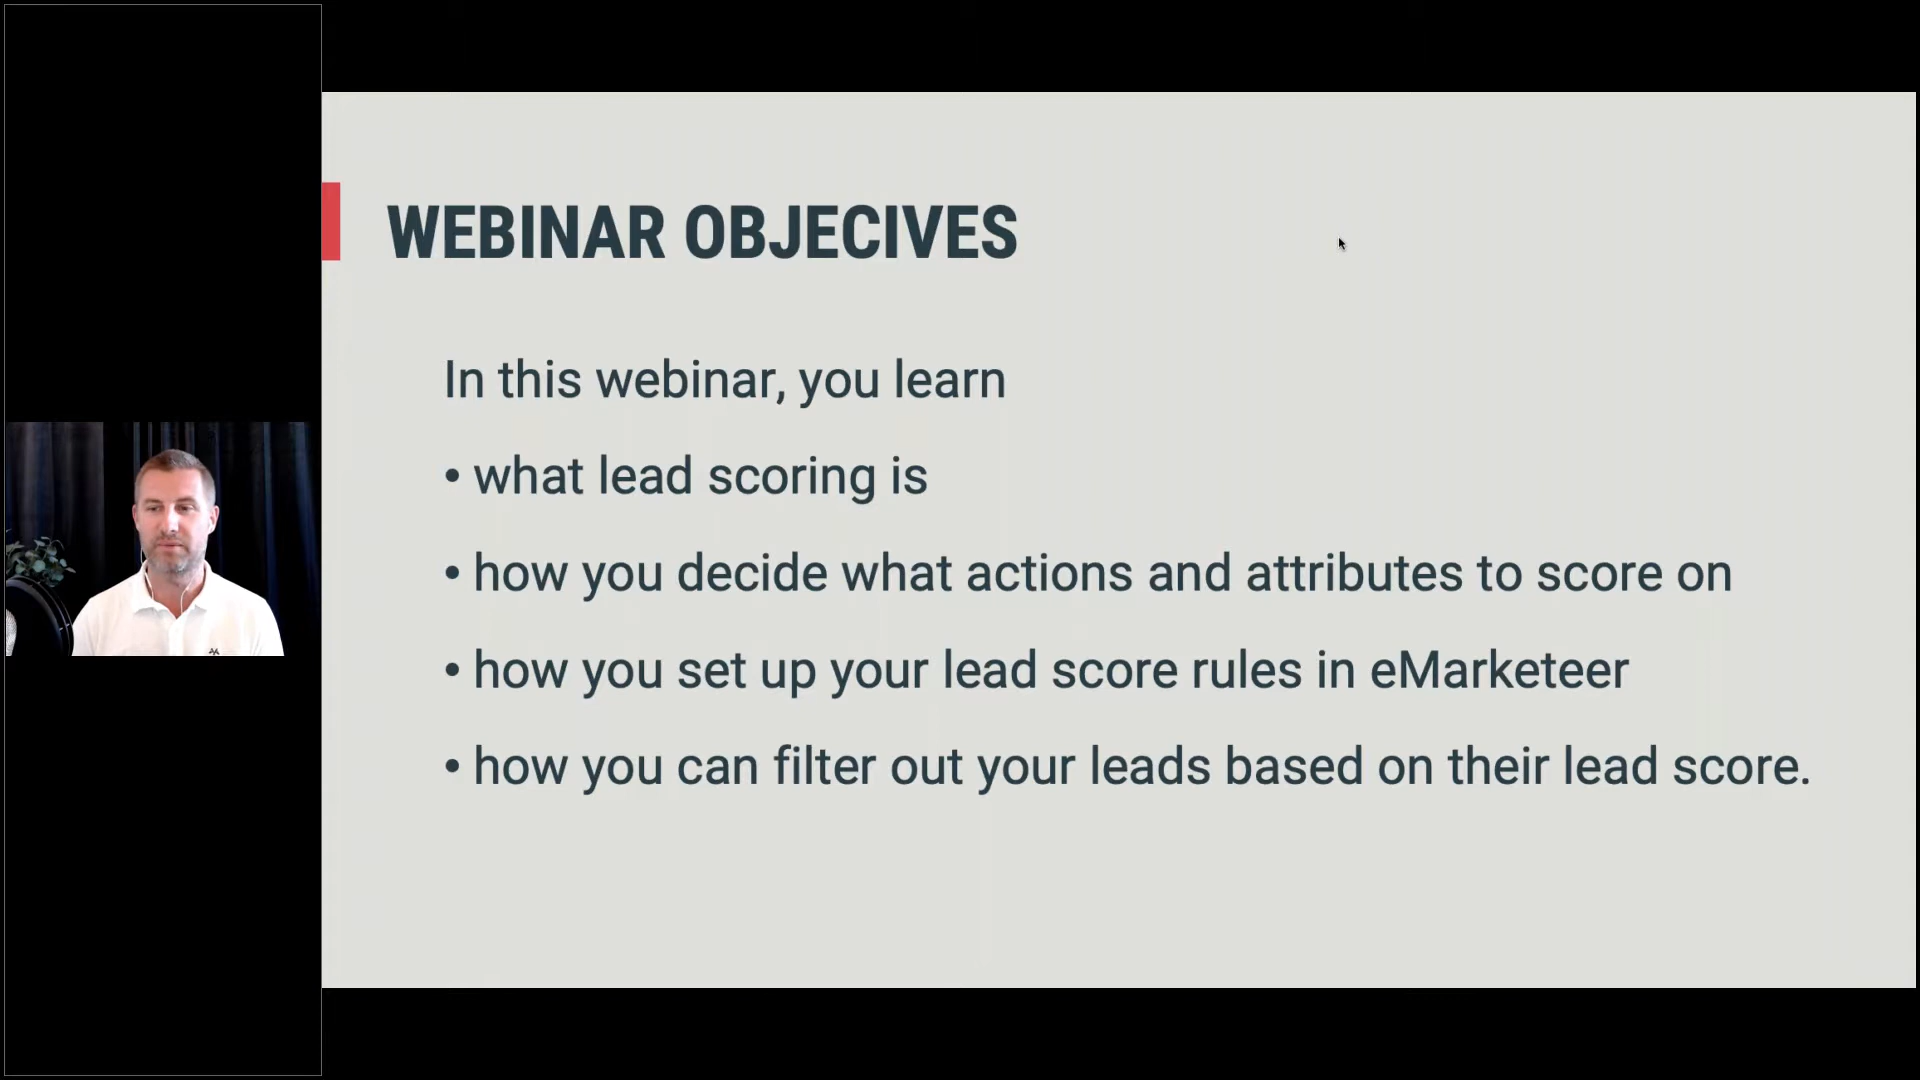 WEBINAR OBJECIVES
In this webinar, you learn
• what lead scoring is
• how you decide what actions and attributes to score on
• how you set up your lead score rules in eMarketeer
• how you can filter out your leads based on their lead score.